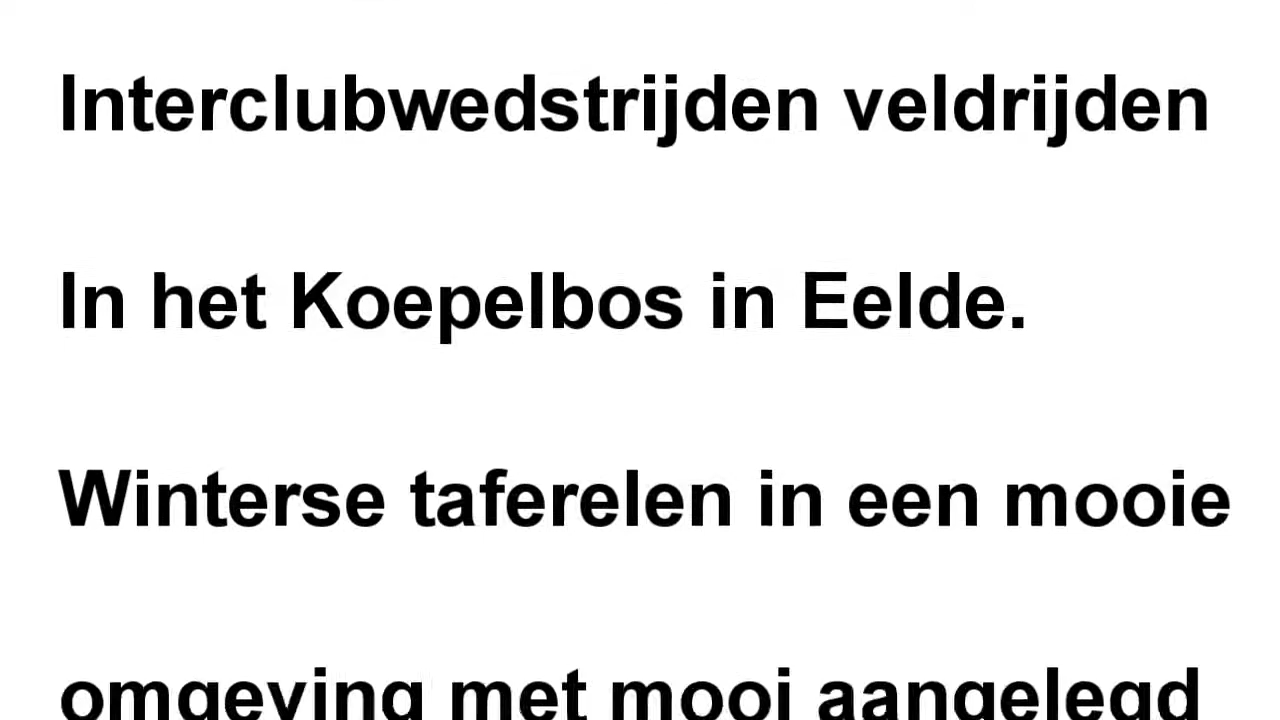 Interclubwedstrijden veldrijden
In het Koepelbos in Eelde.
Winterse taferelen in een mooie
omgeving met mooi aangelegd